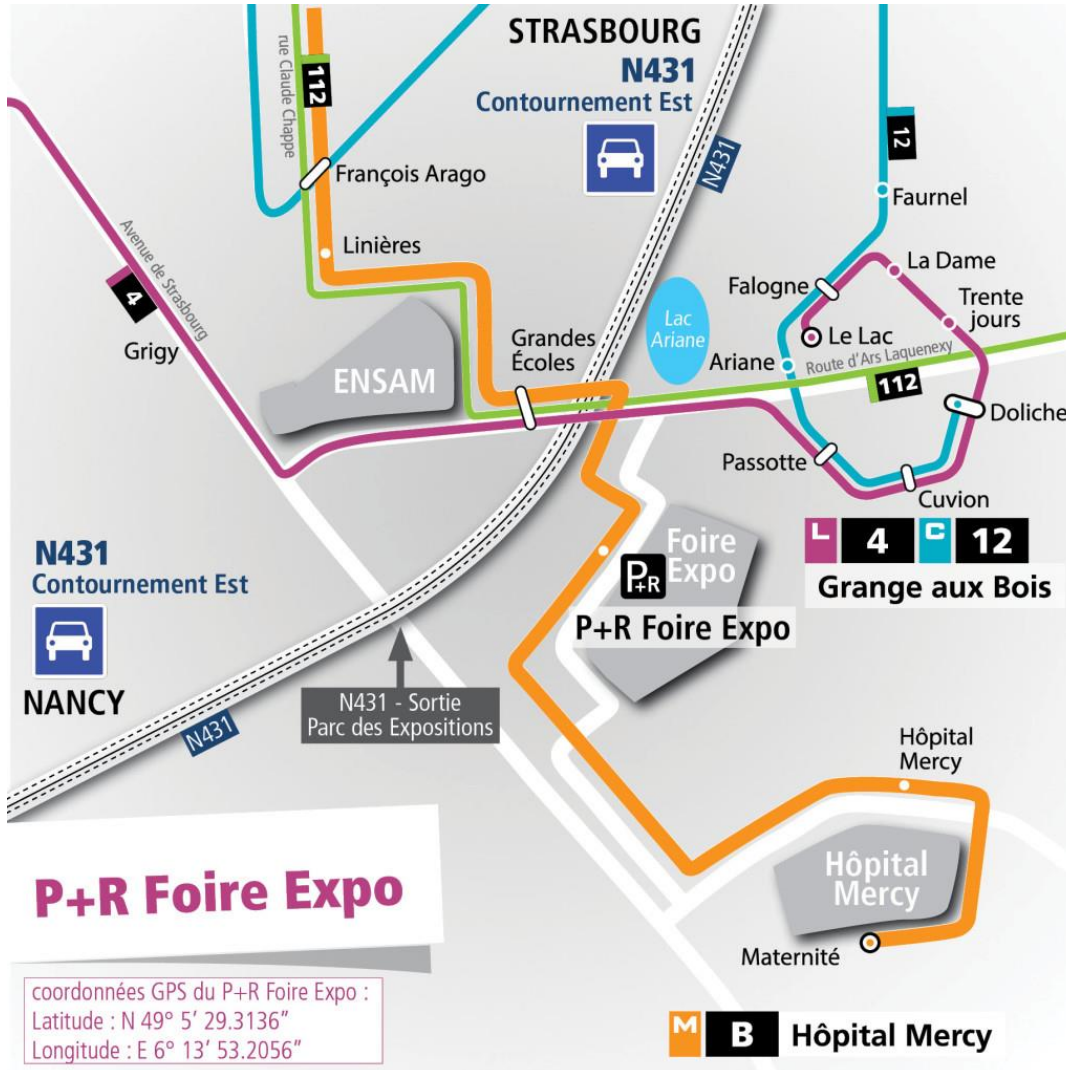 STRASBOURG
N431
Contournement Est
N431
rue Claude Chappe
112
12
François Arago
Faurnel
Linières
Avenue de Strasbourg
4
Grigy
La Dame
Falogne
Trente
jours
Le Lac
Lac
Ariane
Ariane
Route d'Ars Laquenexy
112
Grandes
Écoles
ENSAM
Doliche
Passotte
Cuvion
L 4 C 12
Grange aux Bois
N431
Contournement Est
NANCY
N431
Foire
Expo
P+R
P+R Foire Expo
N431 - Sortie
Parc des Expositions
Hôpital
Mercy
Hôpital
Mercy
Maternité
P+R Foire Expo
coordonnées GPS du P+R Foire Expo :
Latitude : N 49° 5’ 29.3136”
Longitude : E 6° 13’ 53.2056”
M B Hôpital Mercy